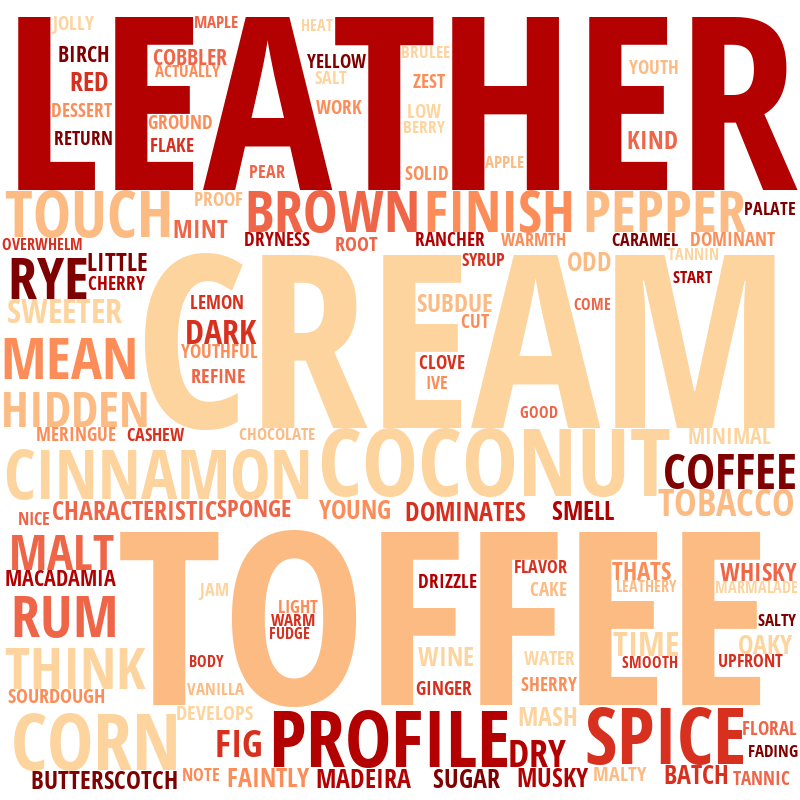 LEATHER
JOLLY
MAPLE
HEAT
BIRCH
COBBLER
ACTUALLY
YELLOW
BRULEE
SALT
YOUTH
RED
ZEST
DESSERT
GROUND
WORK
LOW
BERRY
RETURN
FLAKE
KIND
PEAR
SOLID
APPLE
TOUCH
PROOF
MINT
BROWN
FINISH
PEPPER
PALATE
OVERWHELM
DRYNESS
ROOT
RANCHER
WARMTH
CARAMEL
DOMINANT
RYE
LITTLE
CHERRY
CREAM
SYRUP
ODD
TANNIN
START
SWEETER
LEMON
SUBDUE
COME
CUT
DARK
YOUTHFUL
MEAN
REFINE
CLOVE
IVE
HIDDEN
GOOD
MERINGUE
CASHEW
CHOCOLATE
COCONUT
MINIMAL
CINNAMON
COFFEE
TOBACCO
NICE
CHARACTERISTIC
SPONGE
YOUNG
DOMINATES
SMELL
MALT
MACADAMIA
TOFFEE
DRIZZLE
FLAVOR
CAKE
THATS
LEATHERY
WHISKY
MARMALADE
JAM
RUM
LIGHT
WARM
FUDGE
SALTY
THINK
BODY
WINE
WATER
TIME
SMOOTH
OAKY
UPFRONT
SOURDOUGH
VANILLA
GINGER
SHERRY
DEVELOPS
CORN
FIG
PROFILE
MASH
DRY
SPICE
FLORAL
FADING
BUTTERSCOTCH
NOTE
FAINTLY
MADEIRA
SUGAR
MUSKY
MALTY
BATCH
TANNIC